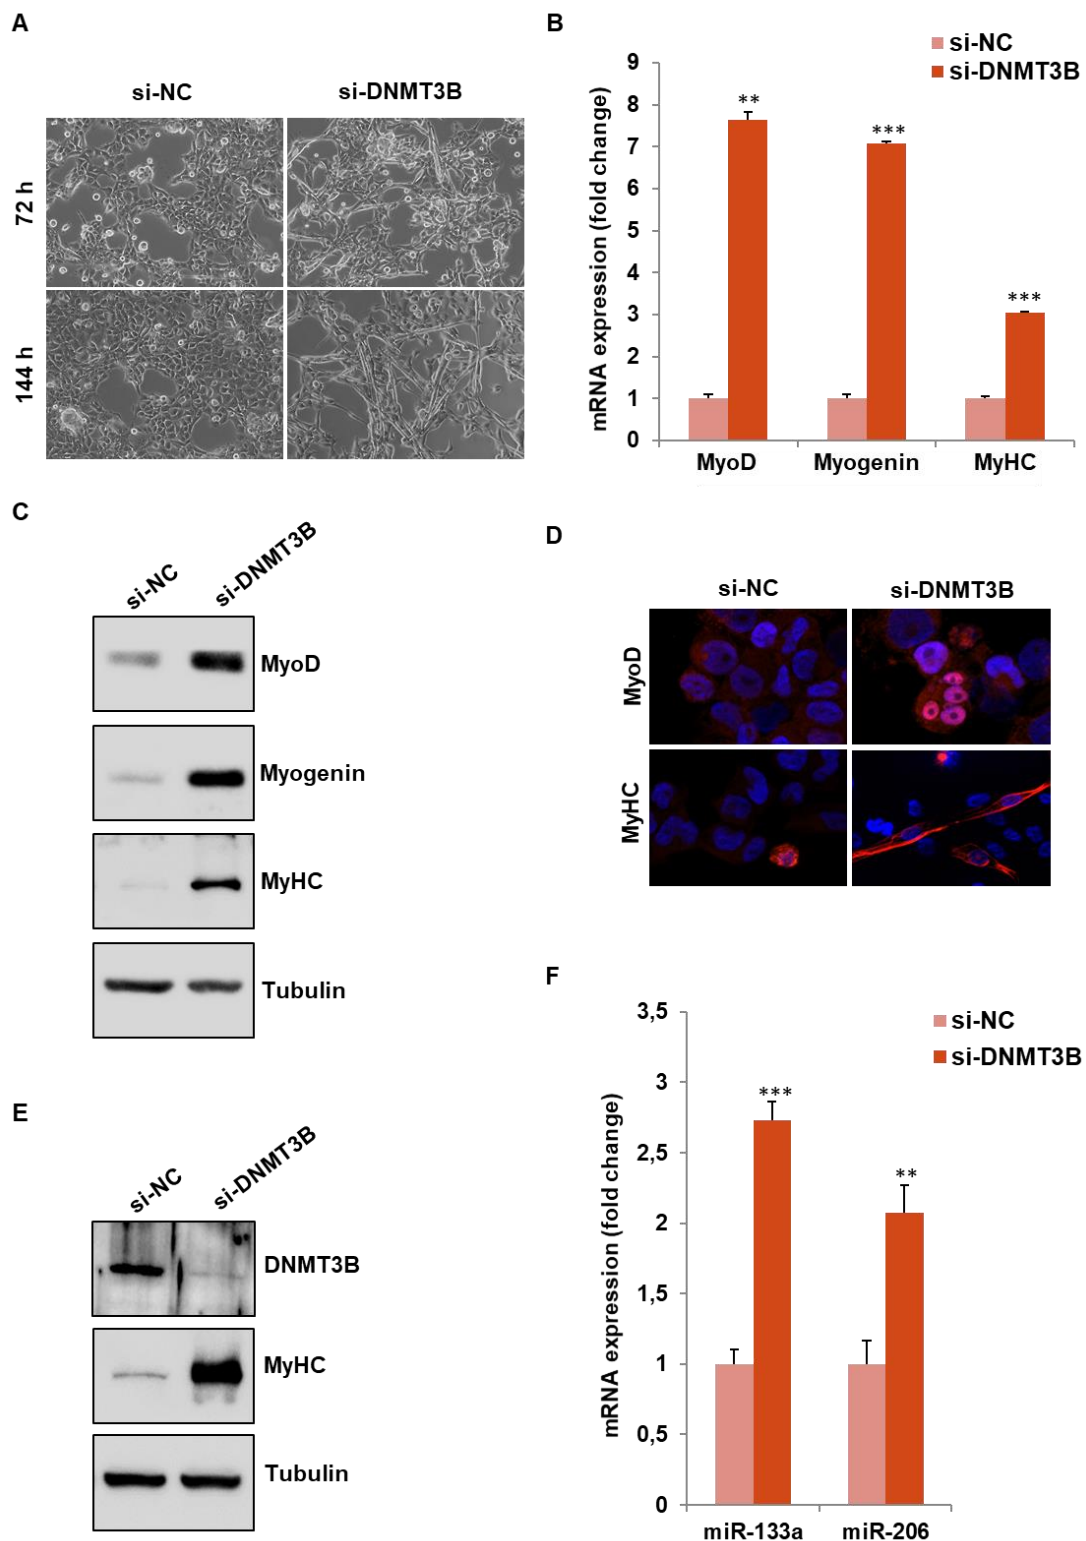 A
si-NC
si-DNMT3B
72 h
144 h
B
si-NC
si-DNMT3B
mRNA expression (fold change)
9
8
7
6
5
4
3
2
1
0
**
***
***
MyoD
Myogenin
MyHC
C
si-NC
si-DNMT3B
MyoD
Myogenin
MyHC
Tubulin
D
si-NC
si-DNMT3B
MyoD
MyHC
E
si-NC
si-DNMT3B
DNMT3B
MyHC
Tubulin
F
si-NC
si-DNMT3B
mRNA expression (fold change)
3,5
3
2,5
2
1,5
1
0,5
0
***
**
miR-133a
miR-206